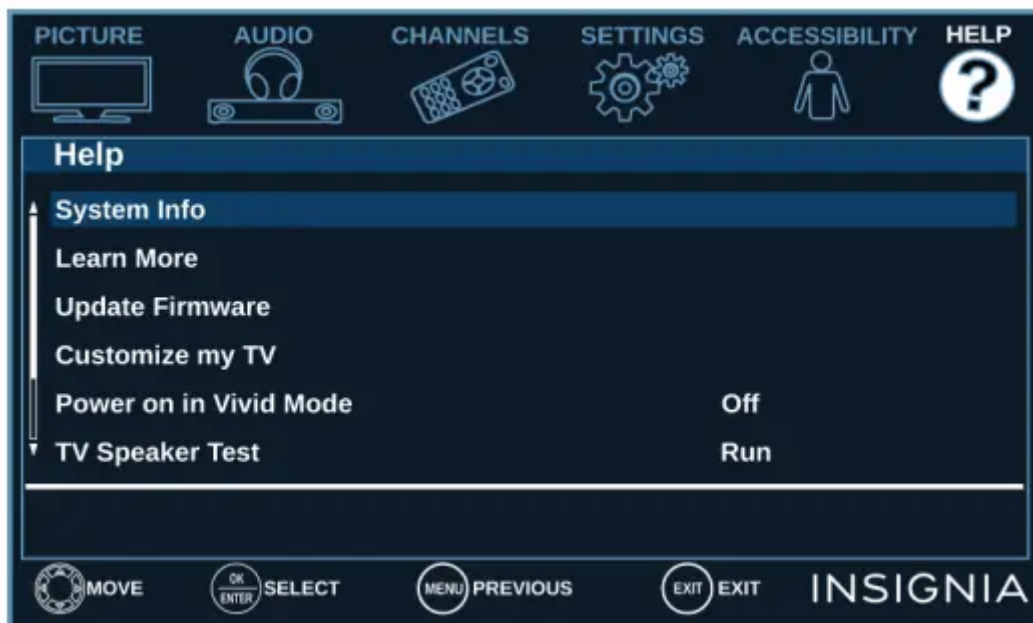 PICTURE AUDIO CHANNELS SETTINGS ACCESSIBILITY HELP
?
Help
System Info
Learn More
Update Firmware
Customize my TV
Power on in Vivid Mode Off
TV Speaker Test Run
MOVE OK ENTER SELECT MENU PREVIOUS EXIT EXIT INSIGNIA